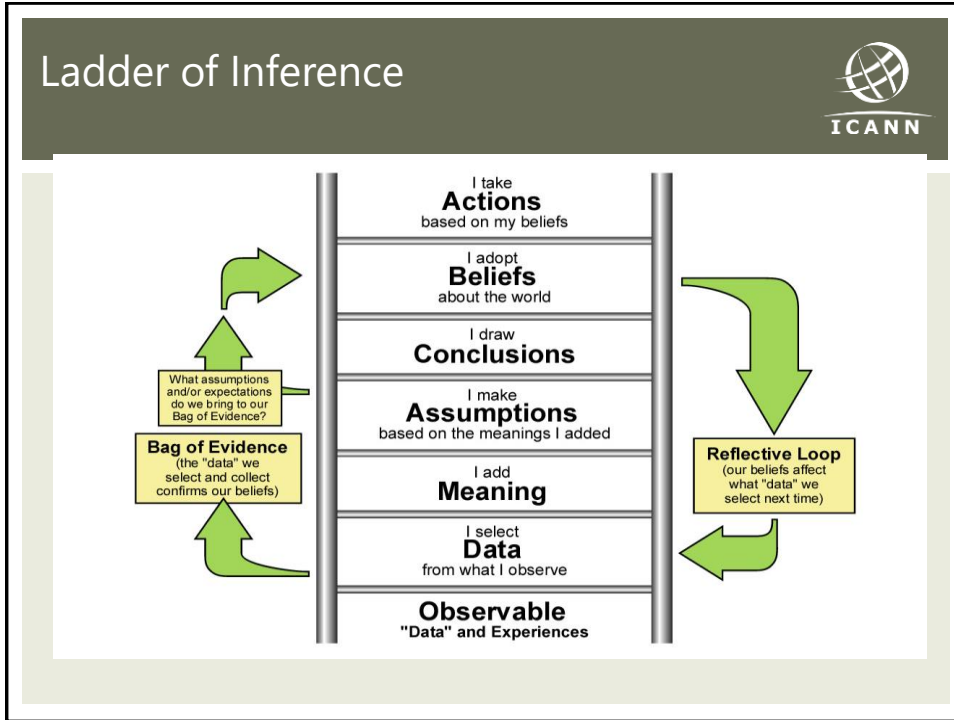 Ladder of Inference
ICANN
I take
Actions
based on my beliefs
I adopt
Beliefs
about the world
I draw
Conclusions
I make
Assumptions
based on the meanings I added
I add
Meaning
I select
Data
from what I observe
Observable
"Data" and Experiences
What assumptions
and/or expectations
do we bring to our
Bag of Evidence?
Bag of Evidence
(the "data" we
select and collect
confirms our beliefs)
Reflective Loop
(our beliefs affect
what "data" we
select next time)